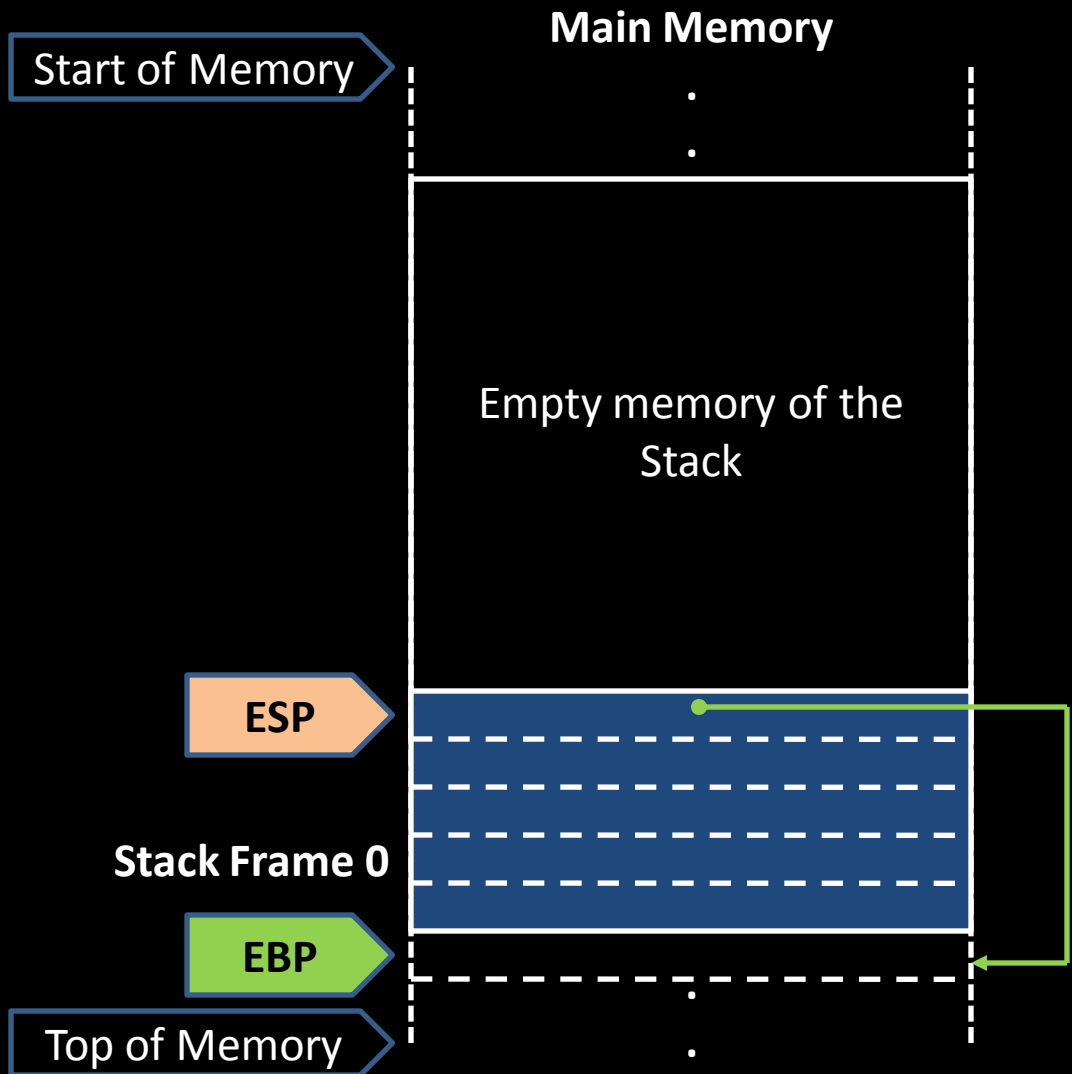 Main Memory
Start of Memory
.
.
Empty memory of the
Stack
ESP
Stack Frame 0
EBP
.
Top of Memory
.